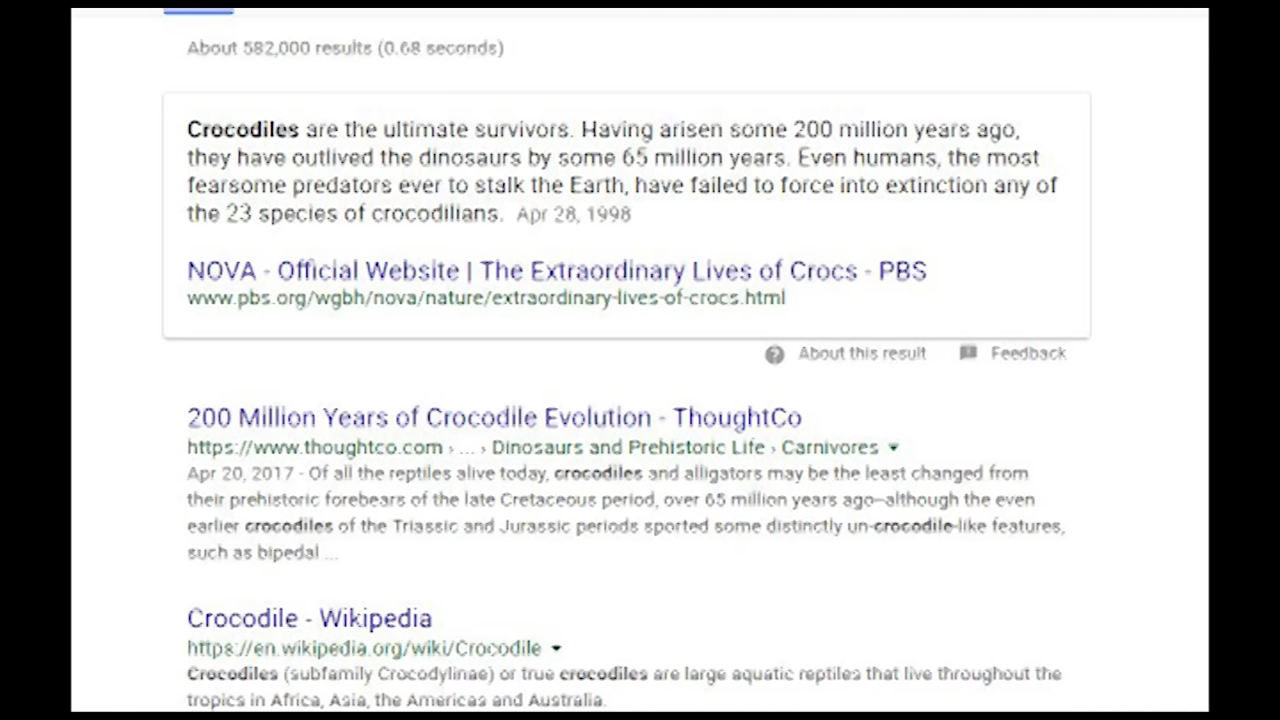 About 582,000 results (0.68 seconds)
Crocodiles are the ultimate survivors. Having arisen some 200 million years ago,
they have outlived the dinosaurs by some 65 million years. Even humans, the most
fearsome predators ever to stalk the Earth, have failed to force into extinction any of
the 23 species of crocodilians. Apr 28, 1998
NOVA - Official Website | The Extraordinary Lives of Crocs - PBS
www.pbs.org/wgbh/nova/nature/extraordinary-lives-of-crocs.html
About this result Feedback
200 Million Years of Crocodile Evolution - ThoughtCo
https://www.thoughtco.com › ... › Dinosaurs and Prehistoric Life › Carnivores
Apr 20, 2017 - Of all the reptiles alive today, crocodiles and alligators may be the least changed from
their prehistoric forebears of the late Cretaceous period, over 65 million years ago—although the even
earlier crocodiles of the Triassic and Jurassic periods sported some distinctly un-crocodile-like features,
such as bipedal ...
Crocodile - Wikipedia
https://en.wikipedia.org/wiki/Crocodile
Crocodiles (subfamily Crocodylinae) or true crocodiles are large aquatic reptiles that live throughout the
tropics in Africa, Asia, the Americas and Australia.